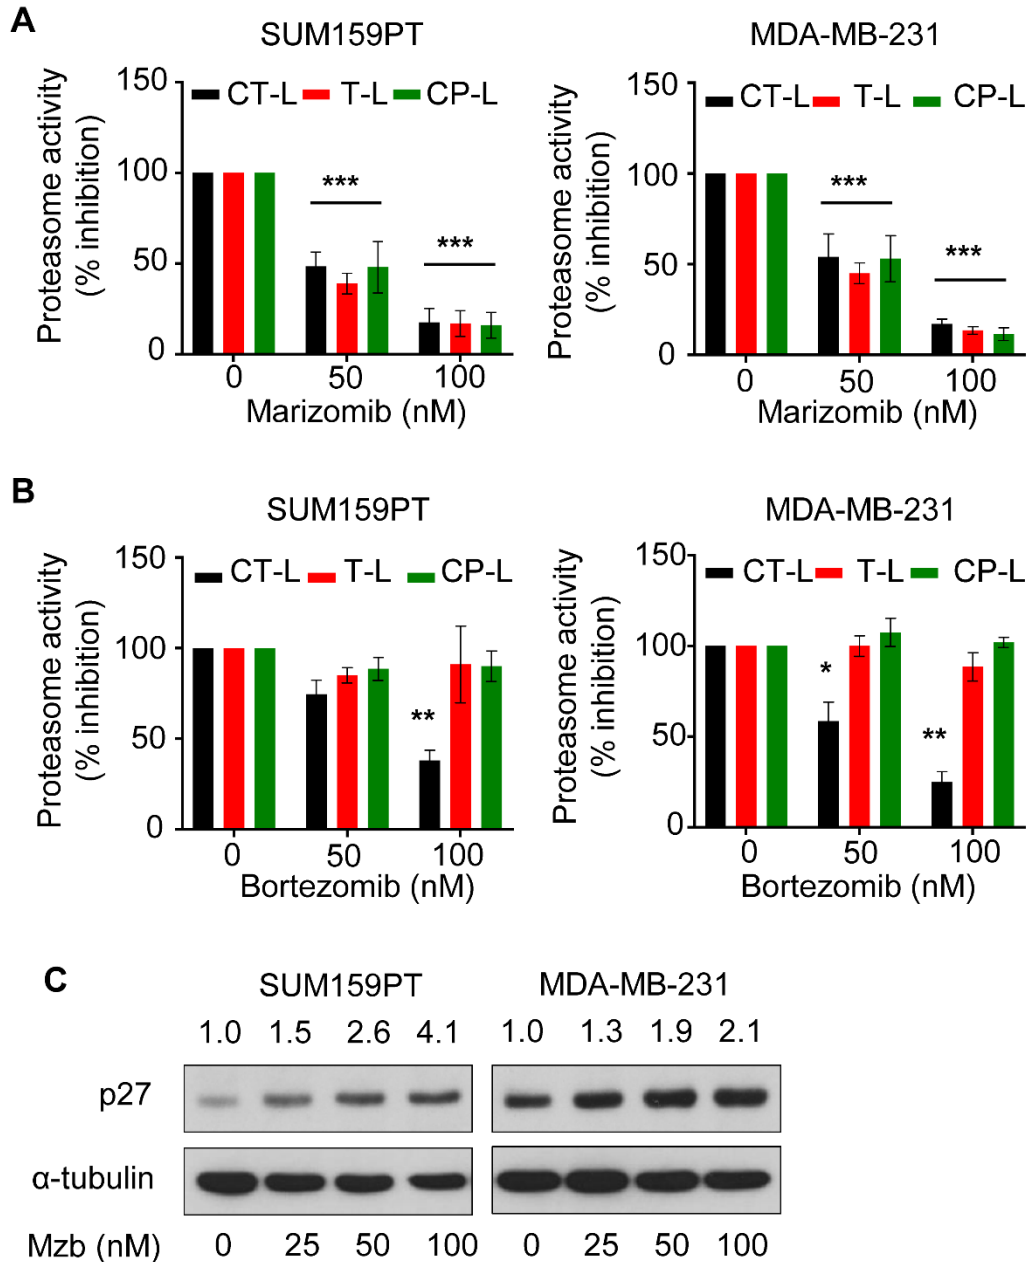 A
SUM159PT
MDA-MB-231
CT-L T-L CP-L
CT-L T-L CP-L
Proteasome activity
(% inhibition)
150
100
50
0
***
***
0 50 100
Marizomib (nM)
Proteasome activity
(% inhibition)
150
100
50
0
***
***
0 50 100
Marizomib (nM)
B
SUM159PT
MDA-MB-231
CT-L T-L CP-L
CT-L T-L CP-L
Proteasome activity
(% inhibition)
150
100
50
0
**
0 50 100
Bortezomib (nM)
Proteasome activity
(% inhibition)
150
100
50
0
*
**
0 50 100
Bortezomib (nM)
C
SUM159PT MDA-MB-231
1.0 1.5 2.6 4.1 1.0 1.3 1.9 2.1
p27
α-tubulin
Mzb (nM) 0 25 50 100 0 25 50 100